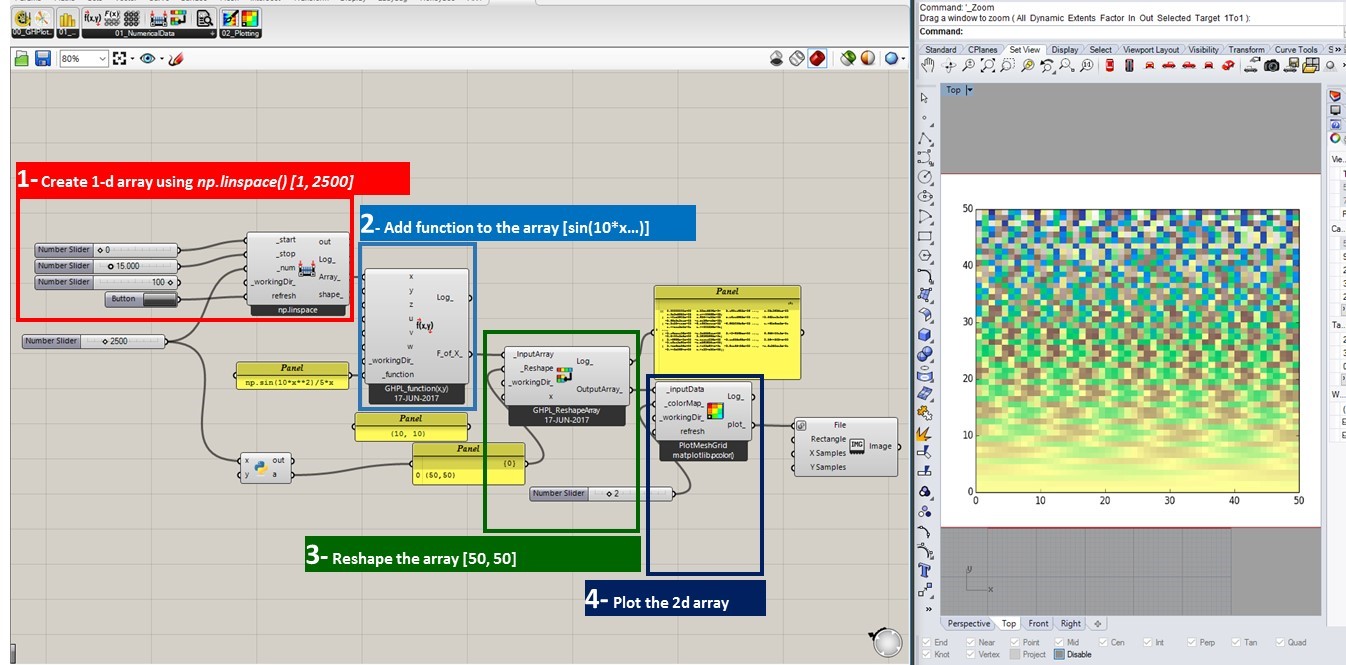 00_GHPlot..
01_..
01_NumericalData
02_Plotting
f(x,y)
80%
1- Create 1-d array using np.linspace() [1, 2500]
Number Slider 0
Number Slider 15.000
Number Slider 100
Button
_start
_stop
_num
_workingDir_
refresh
out
Log_
Array_
shape_
np.linspace
Number Slider 2500
Panel
np.sin(10*x**2)/5*x
2- Add function to the array [sin(10*x...)]
x
y
z
u
v
w
_workingDir_
_function
f(x,y)
Log_
F_of_X_
GHPL_function(x,y)
17-JUN-2017
Panel
(10, 10)
Panel
{0}
0 (50,50)
x
y
out
a
_InputArray
_Reshape
_workingDir_
x
Log_
OutputArray_
GHPL_ReshapeArray
17-JUN-2017
Number Slider 2
3- Reshape the array [50, 50]
Panel
_inputData
_colorMap_
_workingDir_
refresh
Log_
plot_
PlotMeshGrid
matplotlib.pcolor()
4- Plot the 2d array
File
Rectangle
X Samples
Y Samples
IMG
Image
Command: '_Zoom
Drag a window to zoom ( All Dynamic Extents Factor In Out Selected Target 1To1 ):
Command:
Standard CPlanes Set View Display Select Viewport Layout Visibility Transform Curve Tools S »
Top
50
40
30
20
10
0
0 10 20 30 40 50
y
x
Vie...
Ca...
Ta...
W...
Perspective Top Front Right
End Near Point Mid Cen Int Perp Tan Quad
Knot Vertex Project Disable